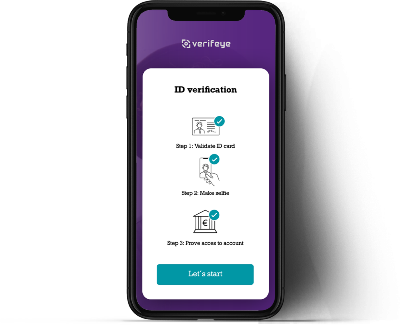 verifeye
ID verification
Step 1: Validate ID card
Step 2: Make selfie
€
Step 3: Prove acces to account
Let's start